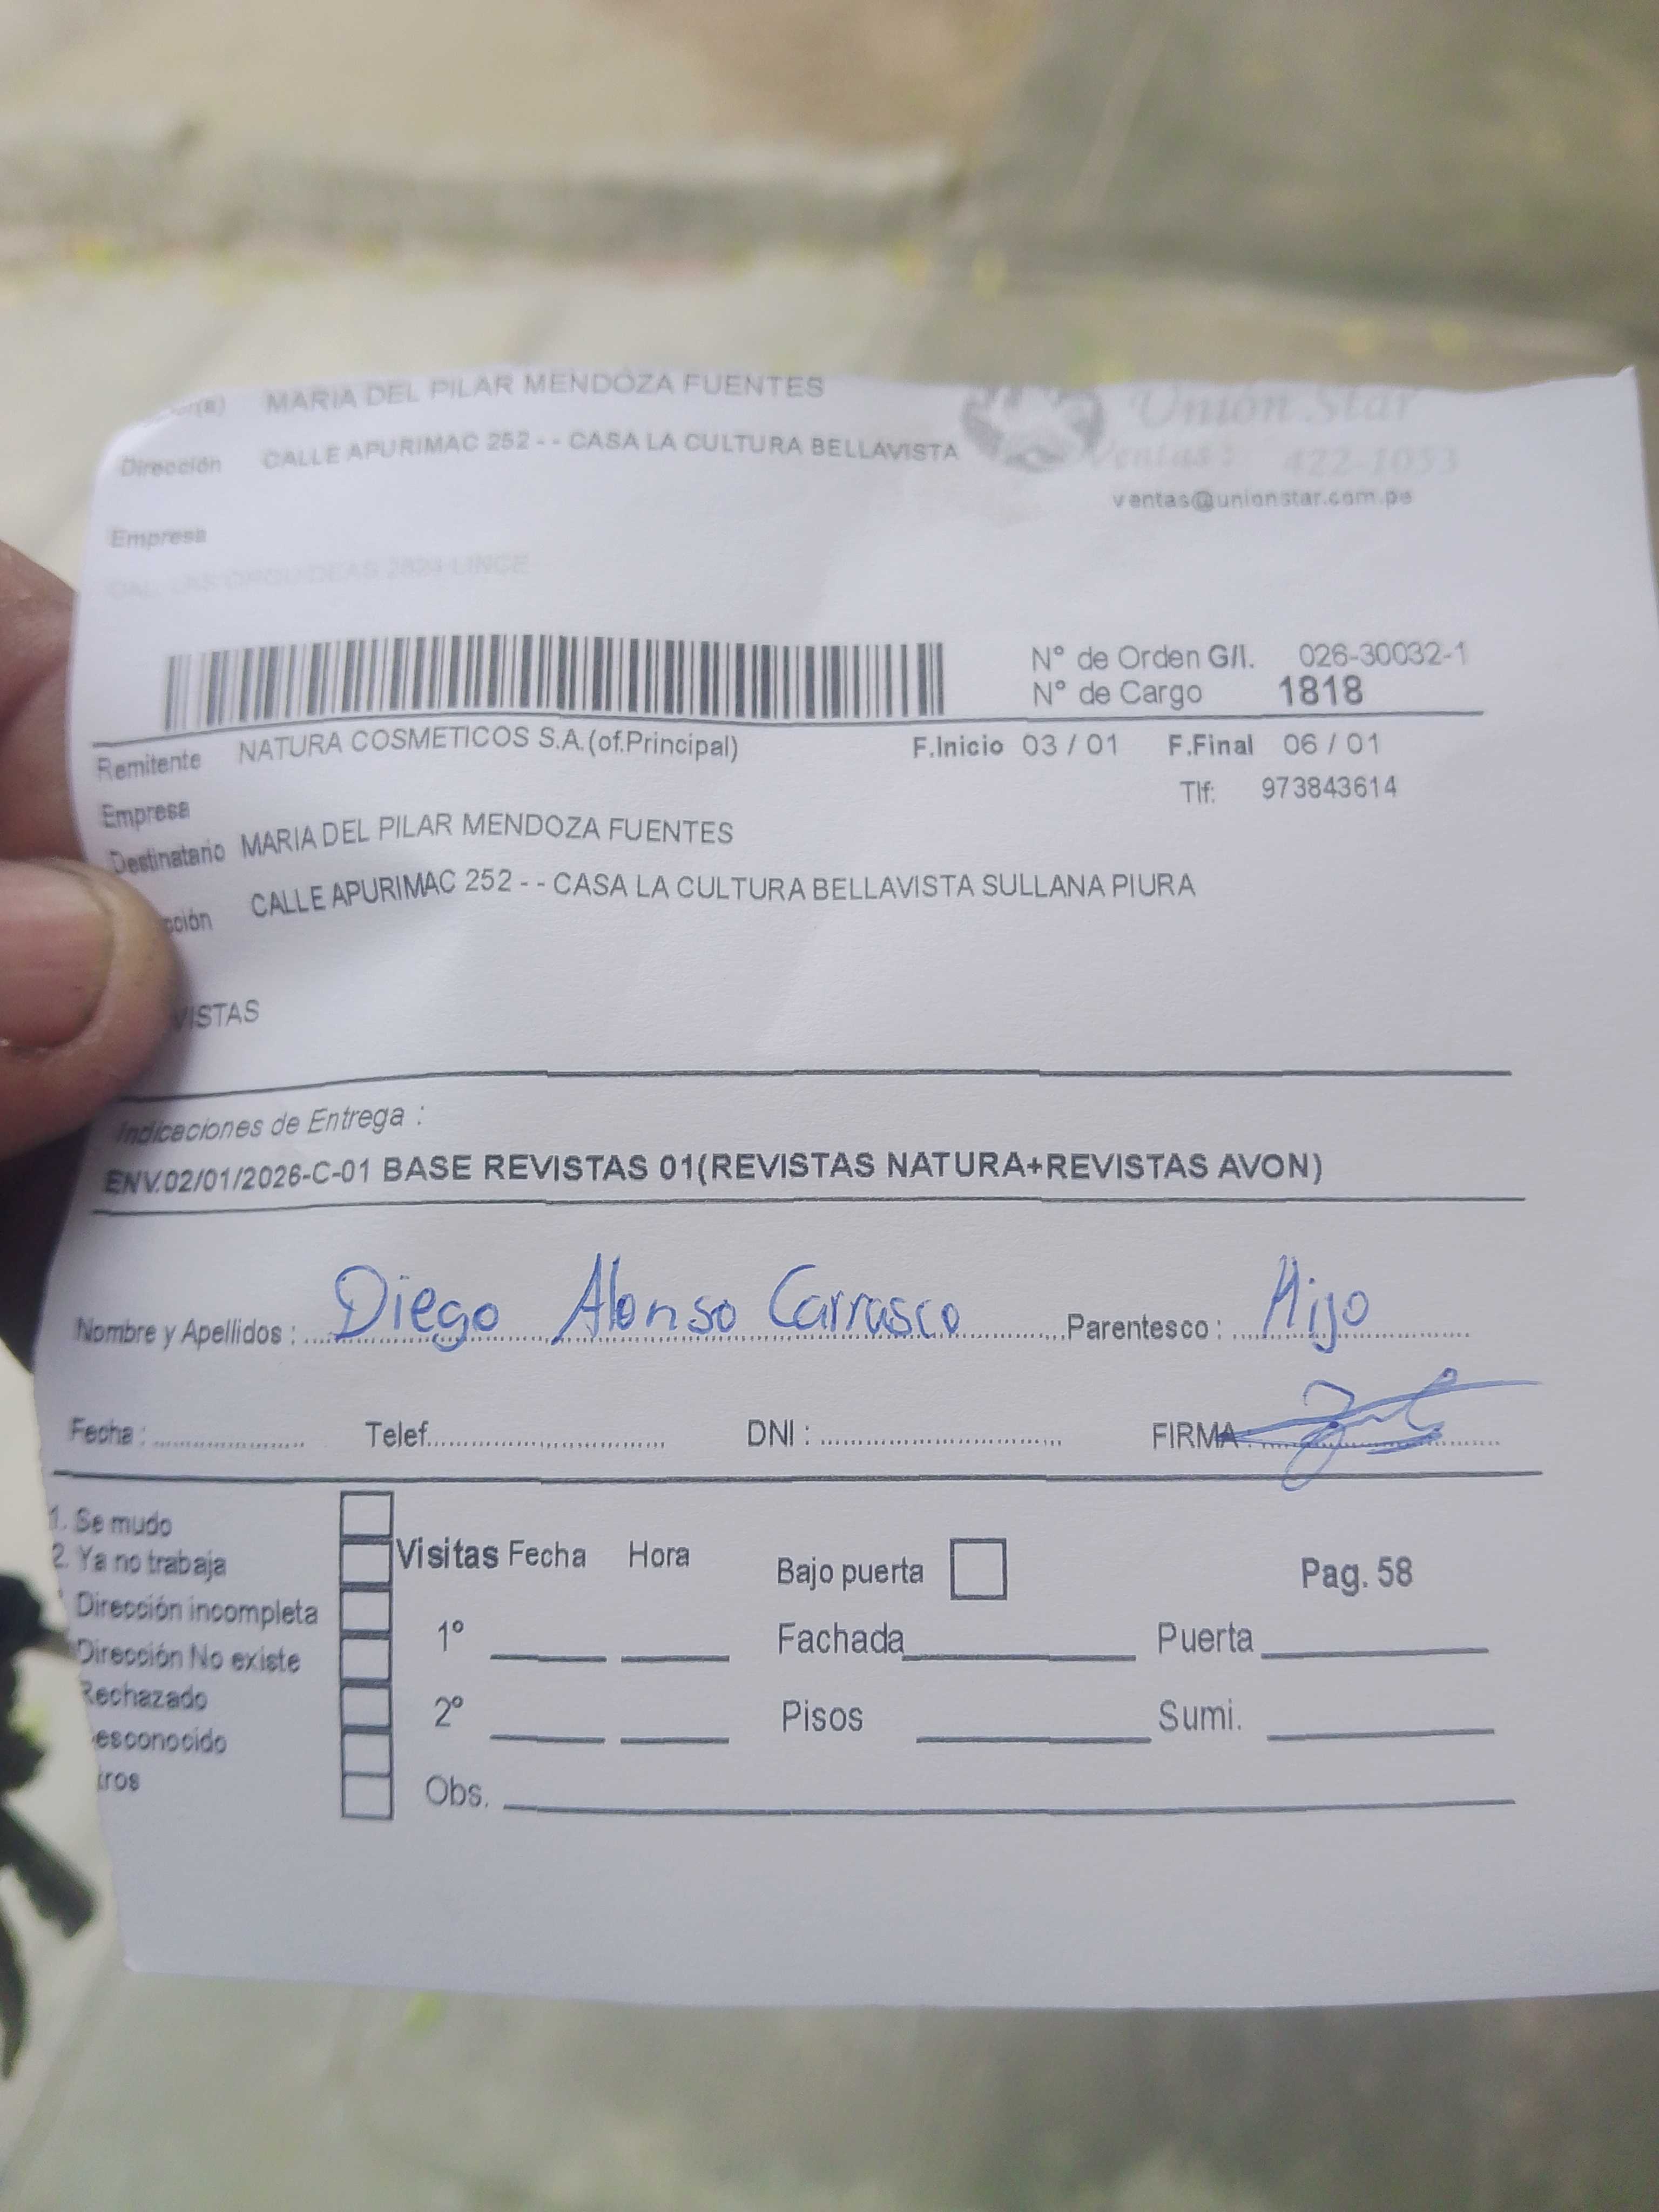 MARIA DEL PILAR MENDOZA FUENTES
Unión Star
Dirección CALLE APURIMAC 252 - - CASA LA CULTURA BELLAVISTA
Ventas: 422-1053
ventas@unionstar.com.pe
Empresa
2824 LINCE
N° de Orden G/I. 026-30032-1
N° de Cargo 1818
Remitente NATURA COSMETICOS S.A.(of.Principal) F.Inicio 03 / 01 F.Final 06 / 01
Empresa Tlf: 973843614
Destinatario MARIA DEL PILAR MENDOZA FUENTES
cción CALLE APURIMAC 252 - - CASA LA CULTURA BELLAVISTA SULLANA PIURA
VISTAS
Indicaciones de Entrega :
ENV.02/01/2026-C-01 BASE REVISTAS 01(REVISTAS NATURA+REVISTAS AVON)
Nombre y Apellidos : Diego Alonso Carrasco Parentesco : Hijo
Fecha : Telef. DNI : FIRMA
1. Se mudo
2. Ya no trabaja
Dirección incompleta
Dirección No existe
Rechazado
esconocido
tros
Visitas Fecha Hora Bajo puerta Pag. 58
1° Fachada Puerta
2° Pisos Sumi.
Obs.